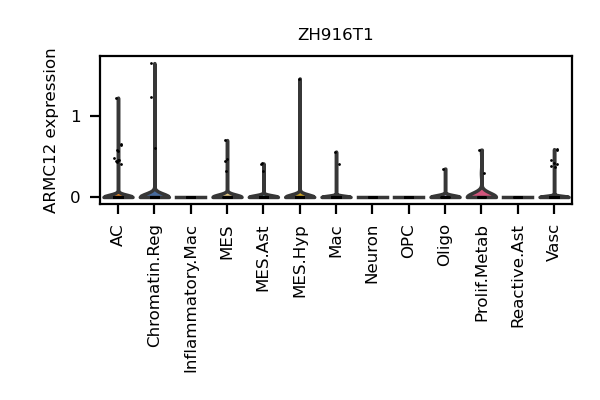 ZH916T1
ARMC12 expression
1
0
AC
Chromatin.Reg
Inflammatory.Mac
MES
MES.Ast
MES.Hyp
Mac
Neuron
OPC
Oligo
Prolif.Metab
Reactive.Ast
Vasc